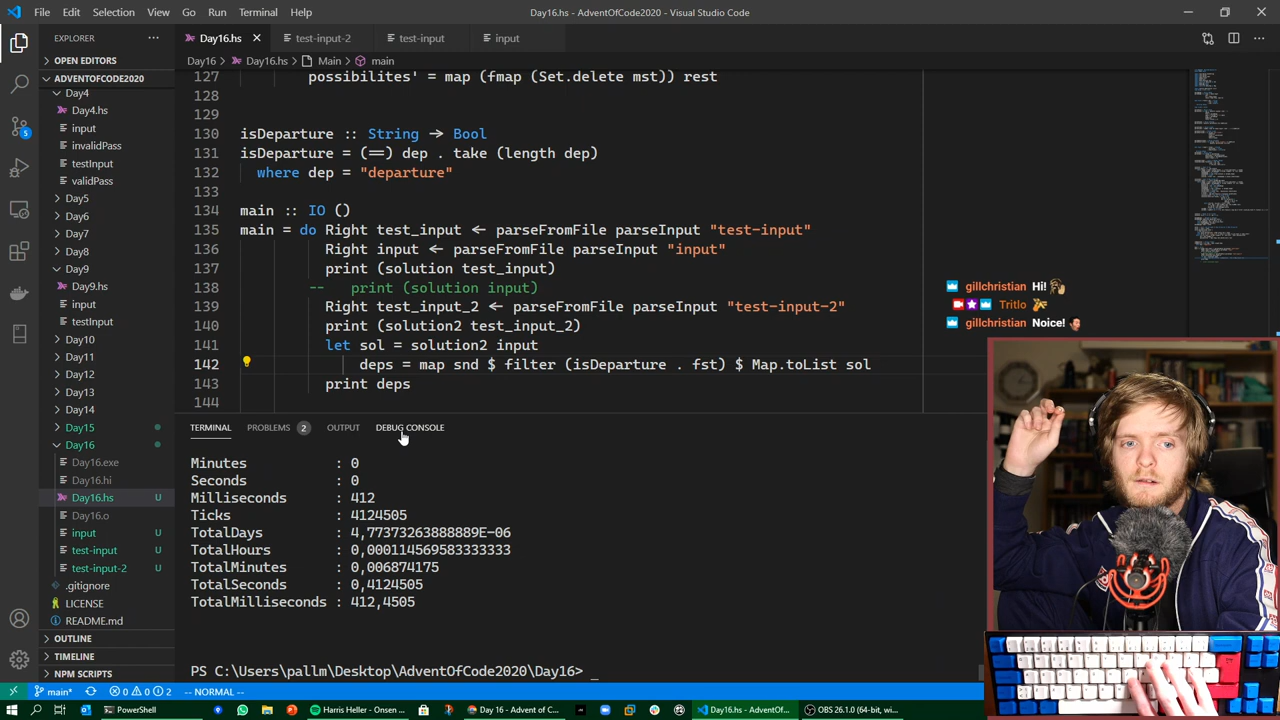 File Edit Selection View Go Run Terminal Help
Day16.hs - AdventOfCode2020 - Visual Studio Code
EXPLORER
Day16.hs
test-input-2
test-input
input
OPEN EDITORS
Day16 > Day16.hs > Main > main
ADVENTOFCODE2020
Day4
Day4.hs
input
invalidPass
testInput
validPass
Day5
Day6
Day7
Day8
Day9
Day9.hs
input
testInput
Day10
Day11
Day12
Day13
Day14
Day15
Day16
Day16.exe
Day16.hi
Day16.hs U
Day16.o
input U
test-input U
test-input-2 U
.gitignore
LICENSE
README.md
OUTLINE
TIMELINE
NPM SCRIPTS
5
127 possibilites' = map (fmap (Set.delete mst)) rest
128
129
130 isDeparture :: String → Bool
131 isDeparture = (==) dep . take (length dep)
132 where dep = "departure"
133
134 main :: IO ()
135 main = do Right test_input ← parseFromFile parseInput "test-input"
136 Right input ← parseFromFile parseInput "input"
137 print (solution test_input)
138 -- print (solution input)
139 Right test_input_2 ← parseFromFile parseInput "test-input-2"
140 print (solution2 test_input_2)
141 let sol = solution2 input
142 deps = map snd $ filter (isDeparture . fst) $ Map.toList sol
143 print deps
144
gillchristian Hi!
Tritlo
gillchristian Noice!
TERMINAL PROBLEMS 2 OUTPUT DEBUG CONSOLE
Minutes : 0
Seconds : 0
Milliseconds : 412
Ticks : 4124505
TotalDays : 4,77373263888889E-06
TotalHours : 0,000114569583333333
TotalMinutes : 0,006874175
TotalSeconds : 0,4124505
TotalMilliseconds : 412,4505
PS C:\Users\pallm\Desktop\AdventOfCode2020\Day16> _
main* 0 0 2 -- NORMAL --
PowerShell
Harris Heller - Onsen ...
Day 16 - Advent of C...
Day16.hs - AdventOf...
OBS 26.1.0 (64-bit, w...